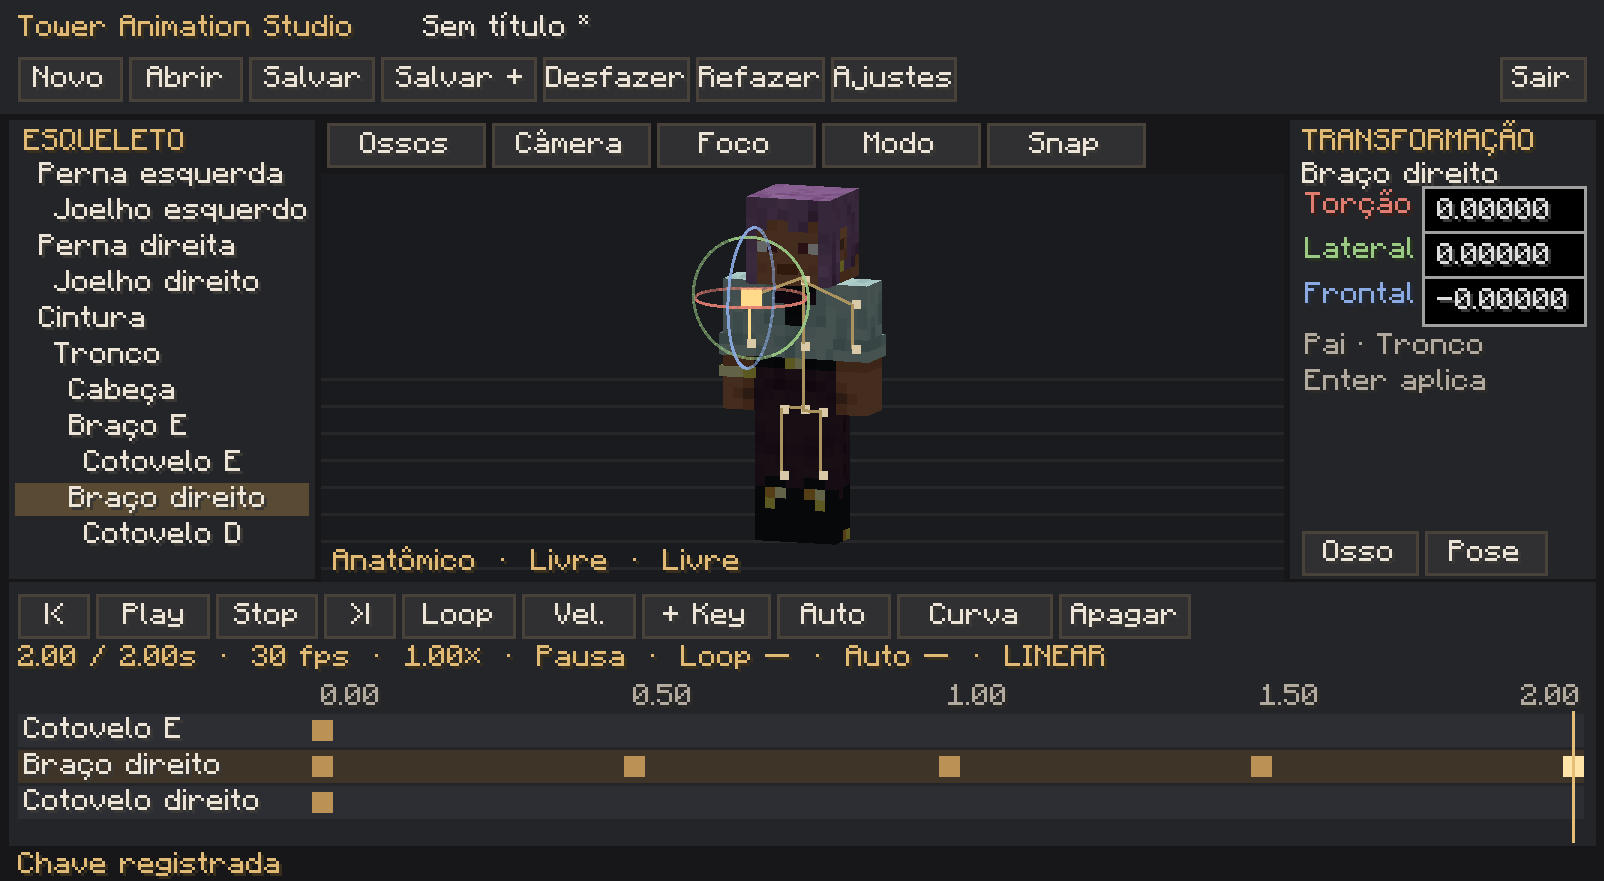 Tower Animation Studio Sem título *
Novo Abrir Salvar Salvar + Desfazer Refazer Ajustes Sair
ESQUELETO
Perna esquerda
Joelho esquerdo
Perna direita
Joelho direito
Cintura
Tronco
Cabeça
Braço E
Cotovelo E
Braço direito
Cotovelo D
Ossos Câmera Foco Modo Snap
Anatômico · Livre · Livre
TRANSFORMAÇÃO
Braço direito
Torção 0.00000
Lateral 0.00000
Frontal -0.00000
Pai · Tronco
Enter aplica
Osso Pose
K Play Stop >| Loop Vel. + Key Auto Curva Apagar
2.00 / 2.00s · 30 fps · 1.00x · Pausa · Loop — · Auto — · LINEAR
0.00 0.50 1.00 1.50 2.00
Cotovelo E
Braço direito
Cotovelo direito
Chave registrada